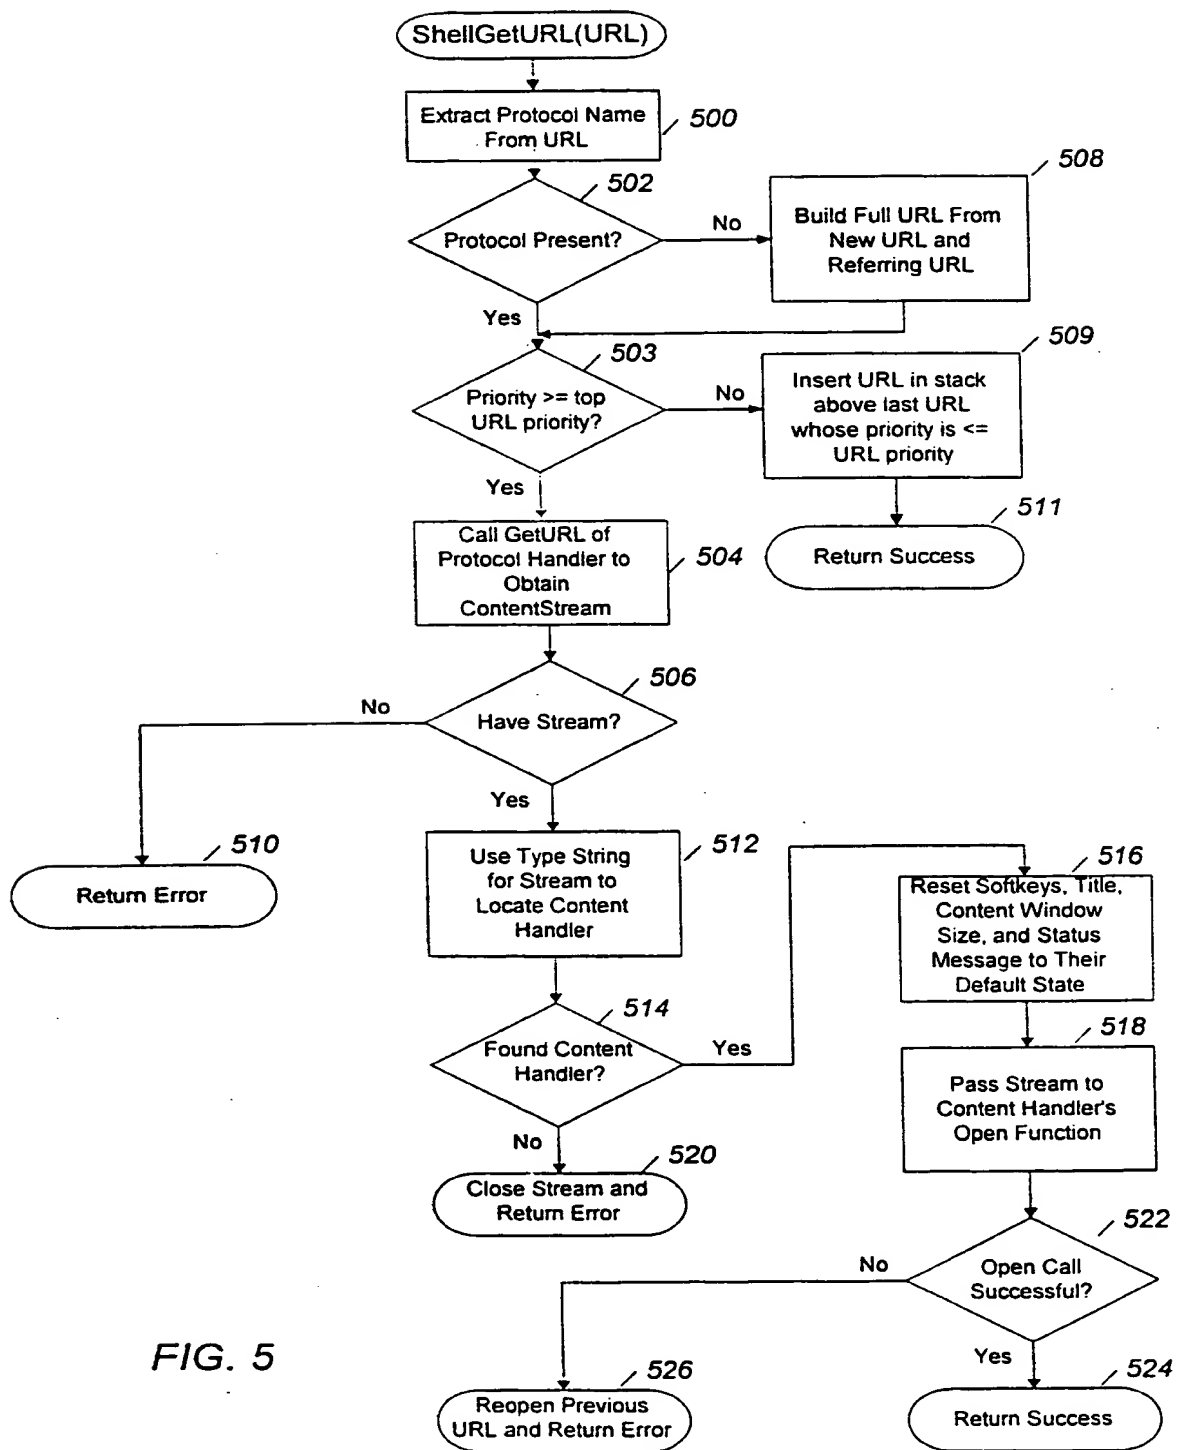 ShellGetURL(URL)
Extract Protocol Name
From URL
500
502
Protocol Present?
No
508
Build Full URL From
New URL and
Referring URL
Yes
503
Priority >= top
URL priority?
No
509
Insert URL in stack
above last URL
whose priority is <=
URL priority
Yes
511
Return Success
Call GetURL of
Protocol Handler to
Obtain
ContentStream
504
506
Have Stream?
No
Yes
510
Return Error
512
Use Type String
for Stream to
Locate Content
Handler
516
Reset Softkeys, Title,
Content Window
Size, and Status
Message to Their
Default State
514
Found Content
Handler?
Yes
518
Pass Stream to
Content Handler's
Open Function
No
520
Close Stream and
Return Error
522
Open Call
Successful?
No
Yes
FIG. 5
526
Reopen Previous
URL and Return Error
524
Return Success